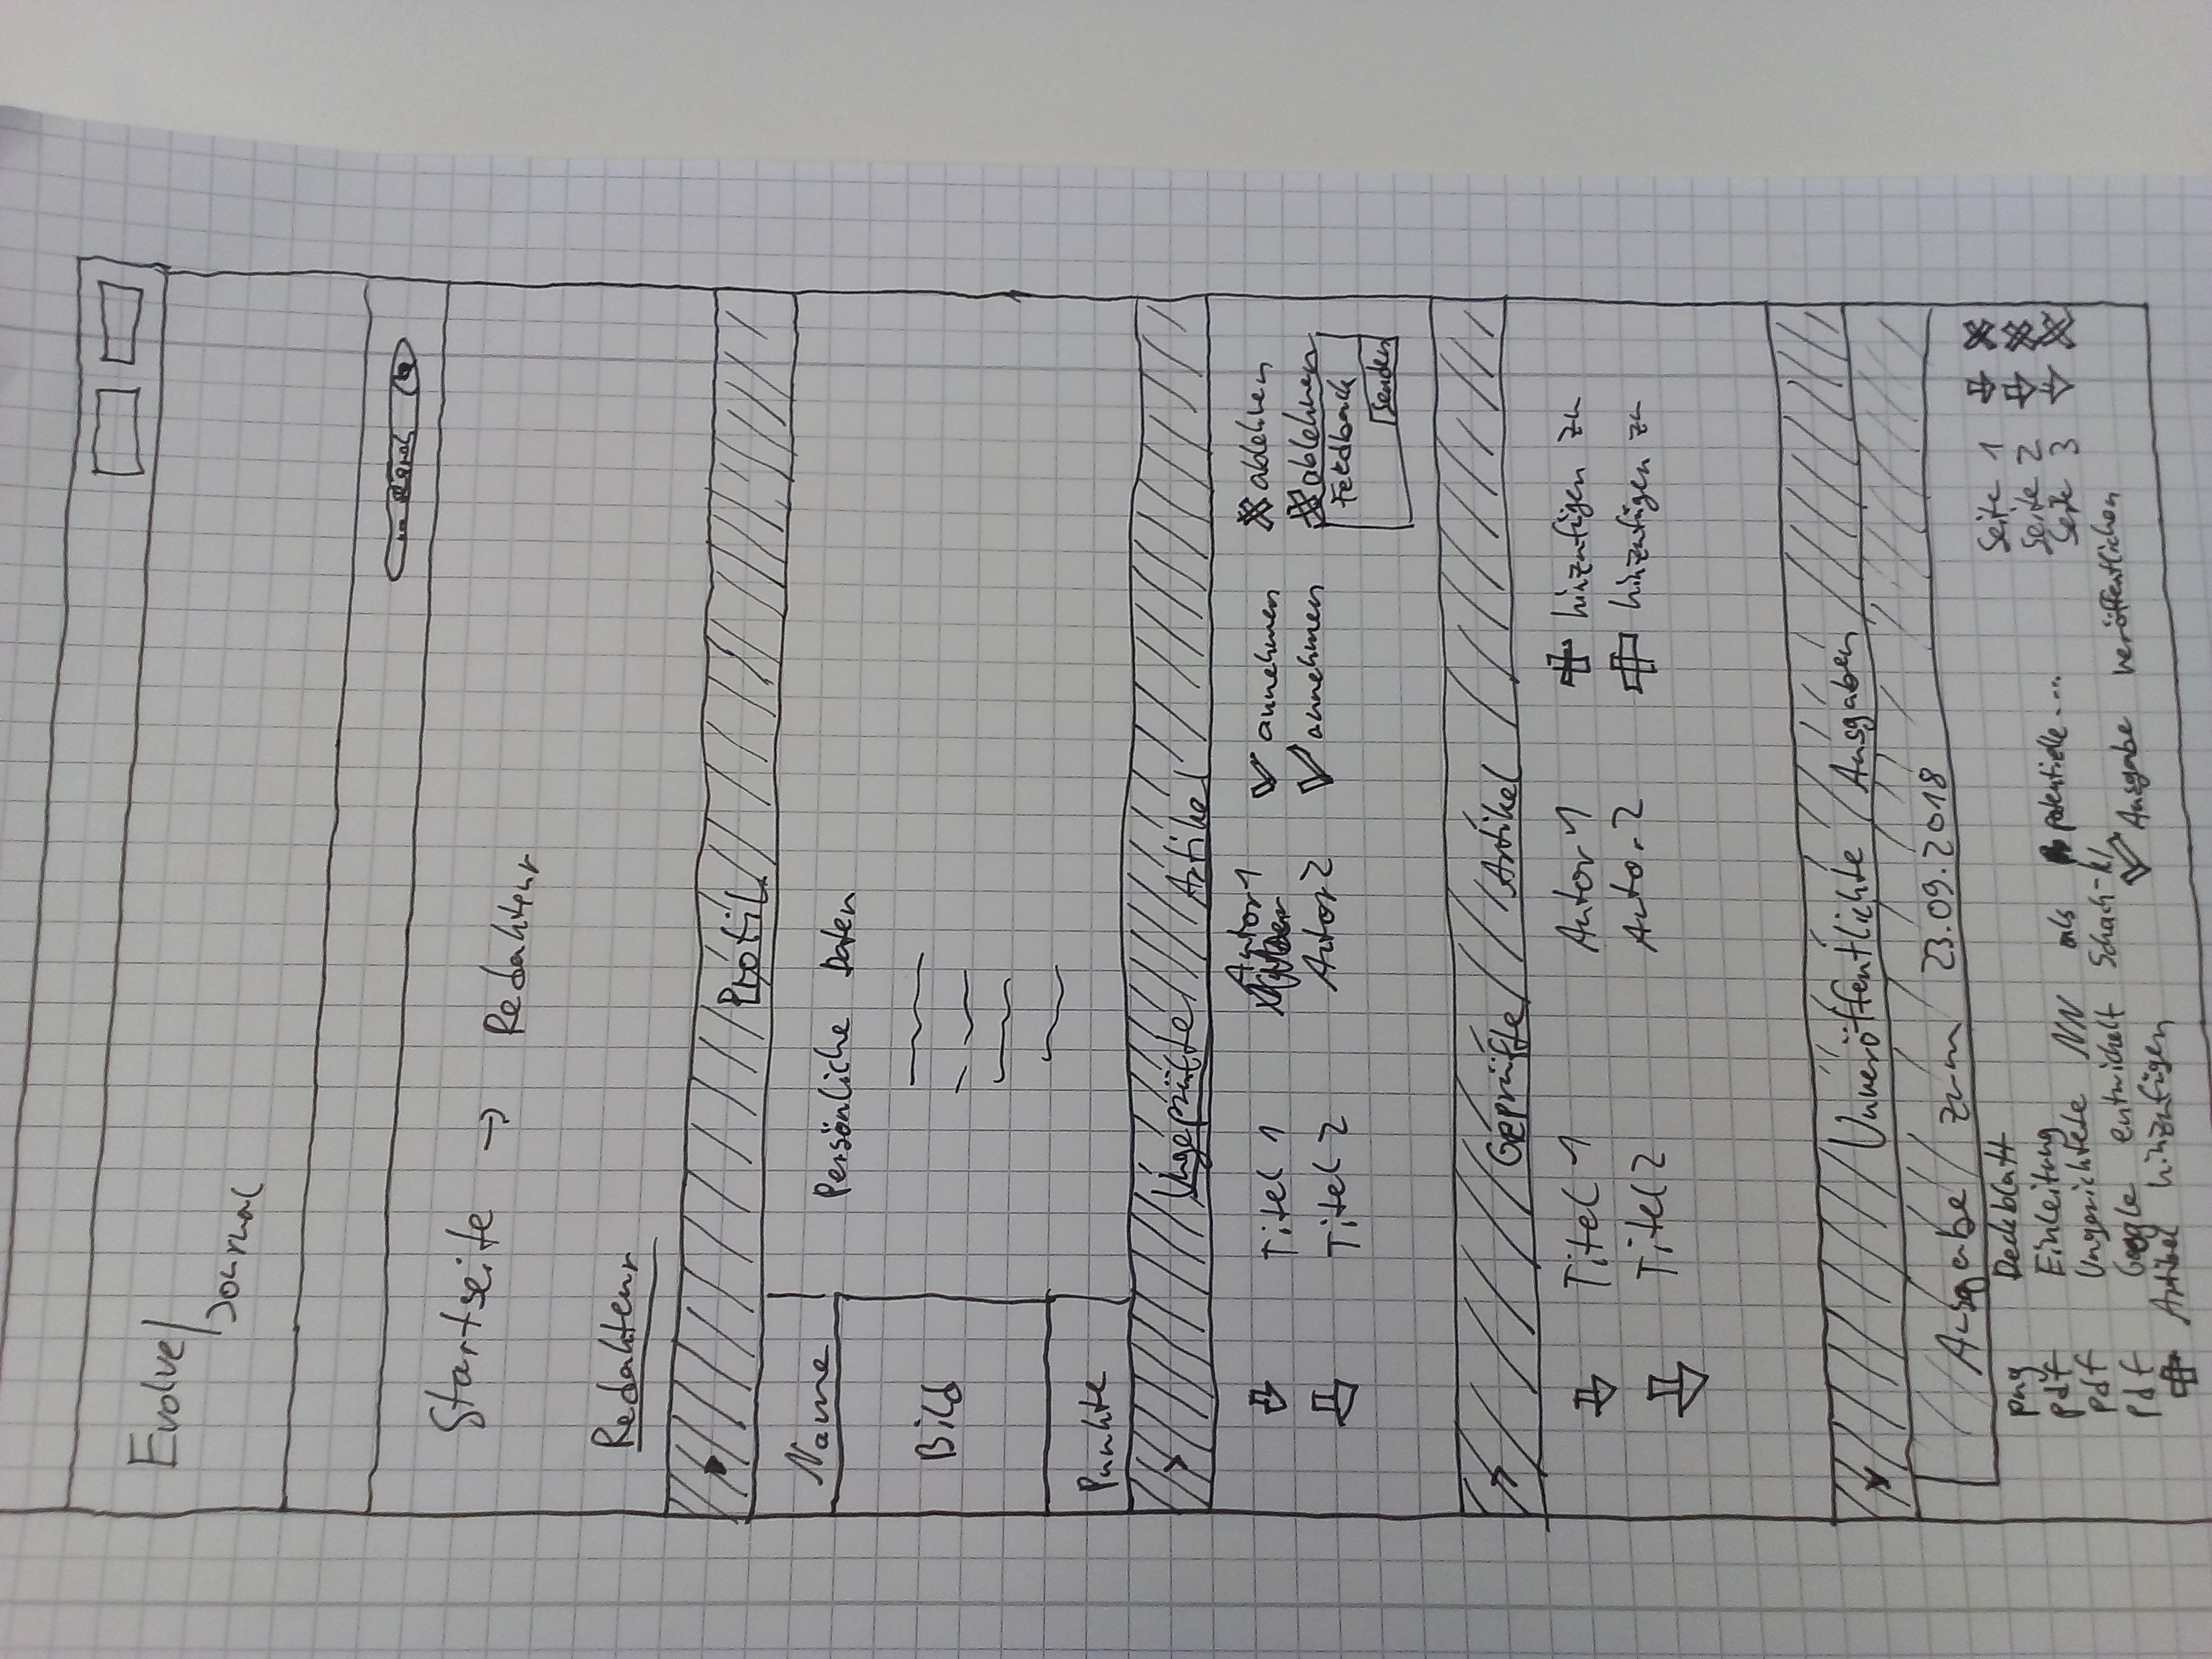 Evolve/
Journal
Startseite → Redakteur
Redakteur
Profil
Name
Persönliche Daten
Bild
Punkte
Ungeprüfte Artikel
Titel 1 Autor 1 annehmen ablehen
Titel 2 Autor 2 annehmen ablehnen
Feedback
senden
Geprüfte Artikel
Titel 1 Autor 1 hinzufügen zu
Titel 2 Autor 2 hinzufügen zu
Unveröffentlichte Ausgaben
Ausgabe zum 23.09.2018
png Deckblatt
Pdf Einleitung Seite 1
Pdf Ungerichtete NN als potentielle.... Seite 2
Pdf Google entwickelt Schach-KI Seite 3
Artikel hinzufügen Ausgabe veröffentlichen